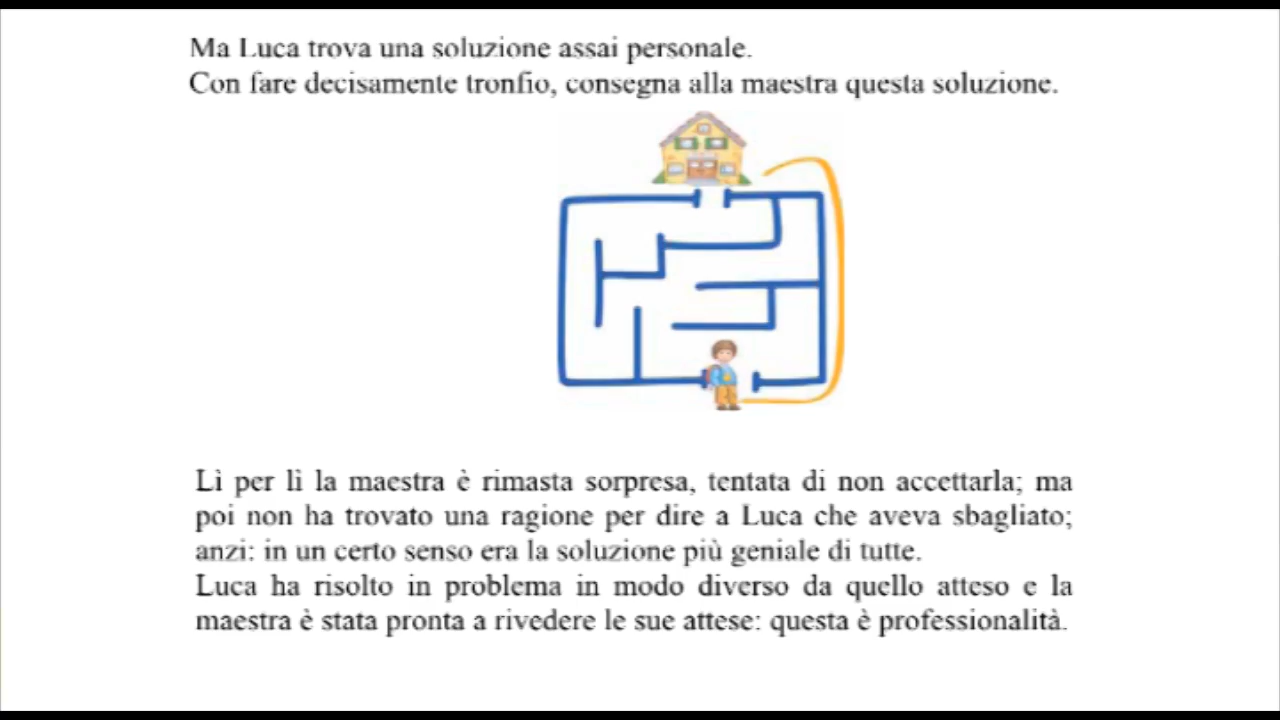 Ma Luca trova una soluzione assai personale.
Con fare decisamente tronfio, consegna alla maestra questa soluzione.
Lì per lì la maestra è rimasta sorpresa, tentata di non accettarla; ma
poi non ha trovato una ragione per dire a Luca che aveva sbagliato;
anzi: in un certo senso era la soluzione più geniale di tutte.
Luca ha risolto in problema in modo diverso da quello atteso e la
maestra è stata pronta a rivedere le sue attese: questa è professionalità.